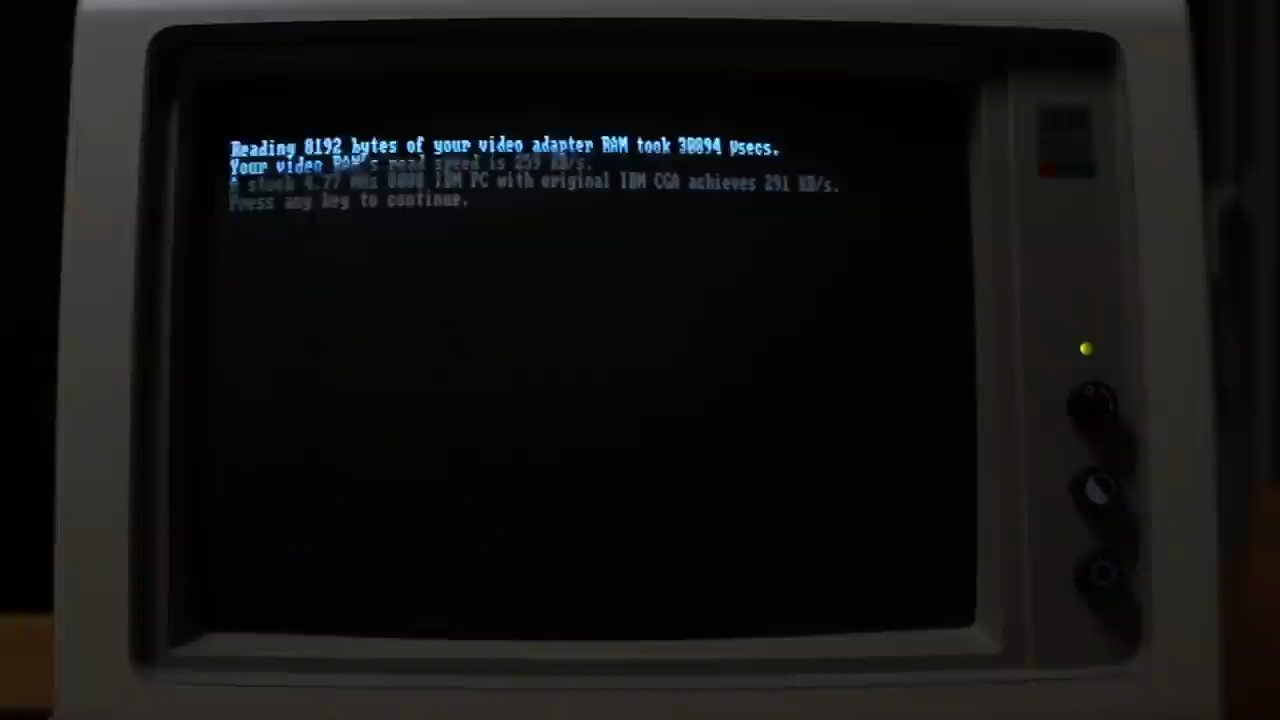 Reading 8192 bytes of your video adapter RAM took 30894 µsecs.
Your video RAM's read speed is 259 KB/s.
A stock 4.77 MHz 8088 IBM PC with original IBM CGA achieves 291 KB/s.
Press any key to continue.